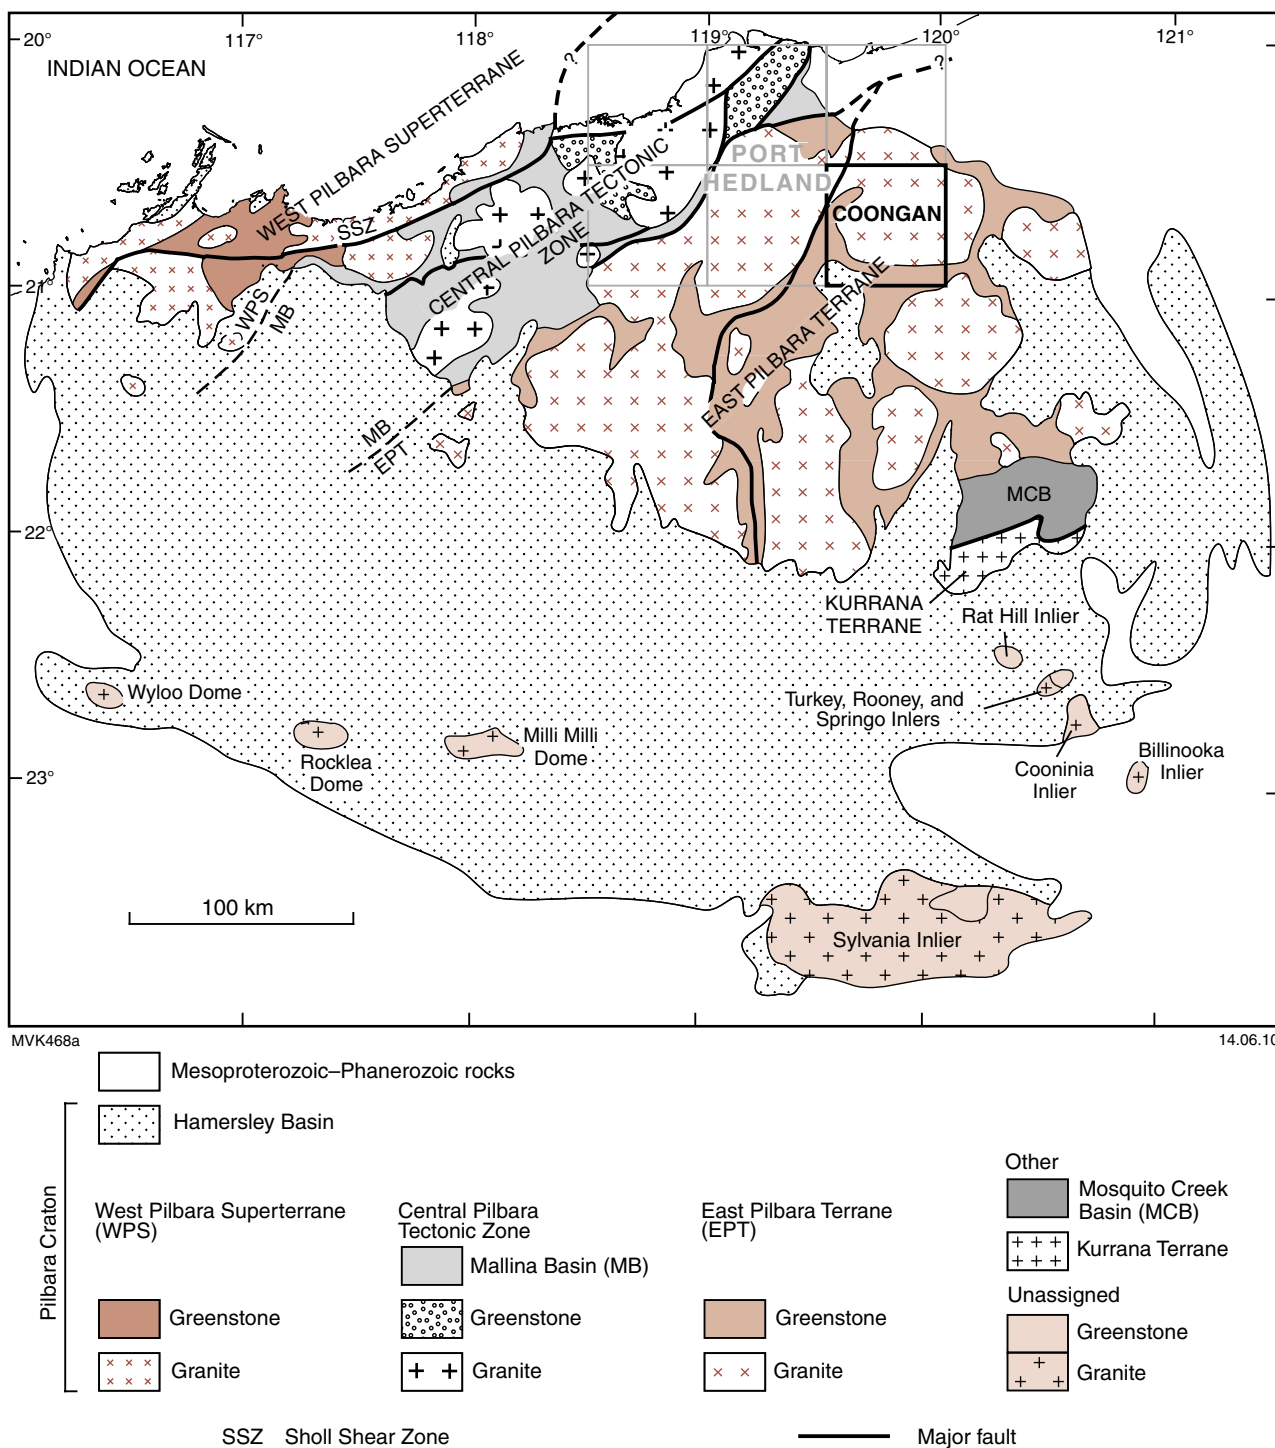 20°
117°
118°
119°
120°
121°
INDIAN OCEAN
WEST PILBARA SUPERTERRANE
?
?
PORT
HEDLAND
COONGAN
SSZ
CENTRAL PILBARA TECTONIC
ZONE
EAST PILBARA TERRANE
21°
WPS
MB
MB
EPT
MCB
22°
KURRANA
TERRANE
Rat Hill Inlier
Wyloo Dome
Turkey, Rooney, and
Springo Inlers
Milli Milli
Dome
Rocklea
Dome
Cooninia
Inlier
Billinooka
Inlier
23°
100 km
Sylvania Inlier
MVK468a
14.06.10
Mesoproterozoic–Phanerozoic rocks
Pilbara Craton
Hamersley Basin
West Pilbara Superterrane
(WPS)
Greenstone
Granite
Central Pilbara
Tectonic Zone
Mallina Basin (MB)
Greenstone
Granite
East Pilbara Terrane
(EPT)
Greenstone
Granite
Other
Mosquito Creek
Basin (MCB)
Kurrana Terrane
Unassigned
Greenstone
Granite
SSZ Sholl Shear Zone
Major fault